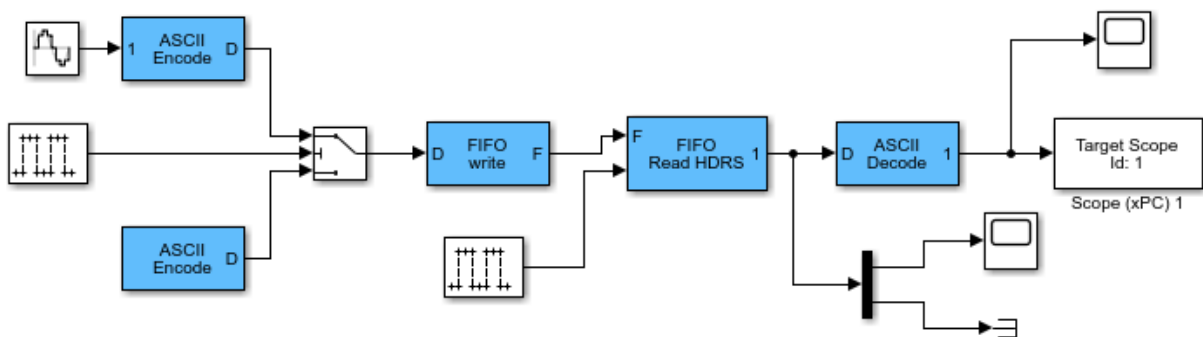 1 ASCII Encode D
ASCII Encode D
D FIFO write F
F FIFO Read HDRS 1
D ASCII Decode 1
Target Scope
Id: 1
Scope (xPC) 1